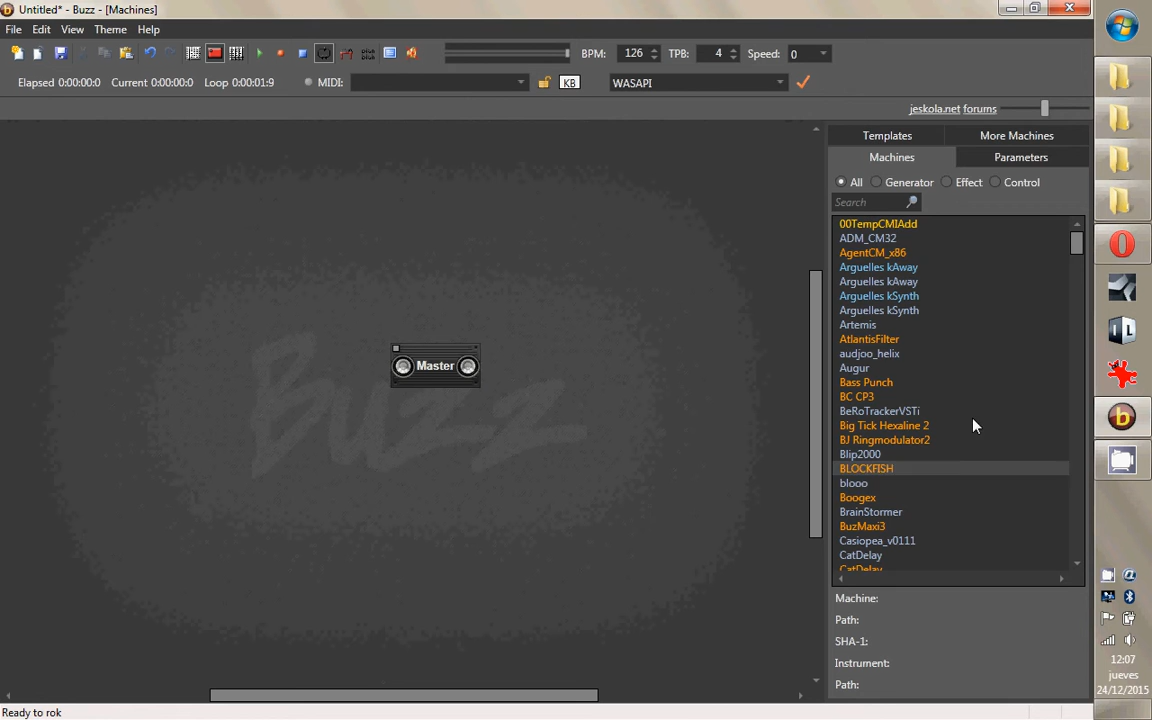 Untitled* - Buzz - [Machines]
File Edit View Theme Help
BPM: 126 TPB: 4 Speed: 0
Elapsed 0:00:00:0 Current 0:00:00:0 Loop 0:00:01:9 MIDI: KB WASAPI
jeskola.net forums
Templates More Machines
Machines Parameters
All Generator Effect Control
Search
00TempCMIAdd
ADM_CM32
AgentCM_x86
Arguelles kAway
Arguelles kAway
Arguelles kSynth
Arguelles kSynth
Artemis
AtlantisFilter
audjoo_helix
Augur
Bass Punch
BC CP3
BeRoTrackerVSTi
Big Tick Hexaline 2
BJ Ringmodulator2
Blip2000
BLOCKFISH
blooo
Boogex
BrainStormer
BuzMaxi3
Casiopea_v0111
CatDelay
CatDelay
Master
Buzz
Machine:
Path:
SHA-1:
Instrument:
Path:
Ready to rok
IL
12:07
jueves
24/12/2015